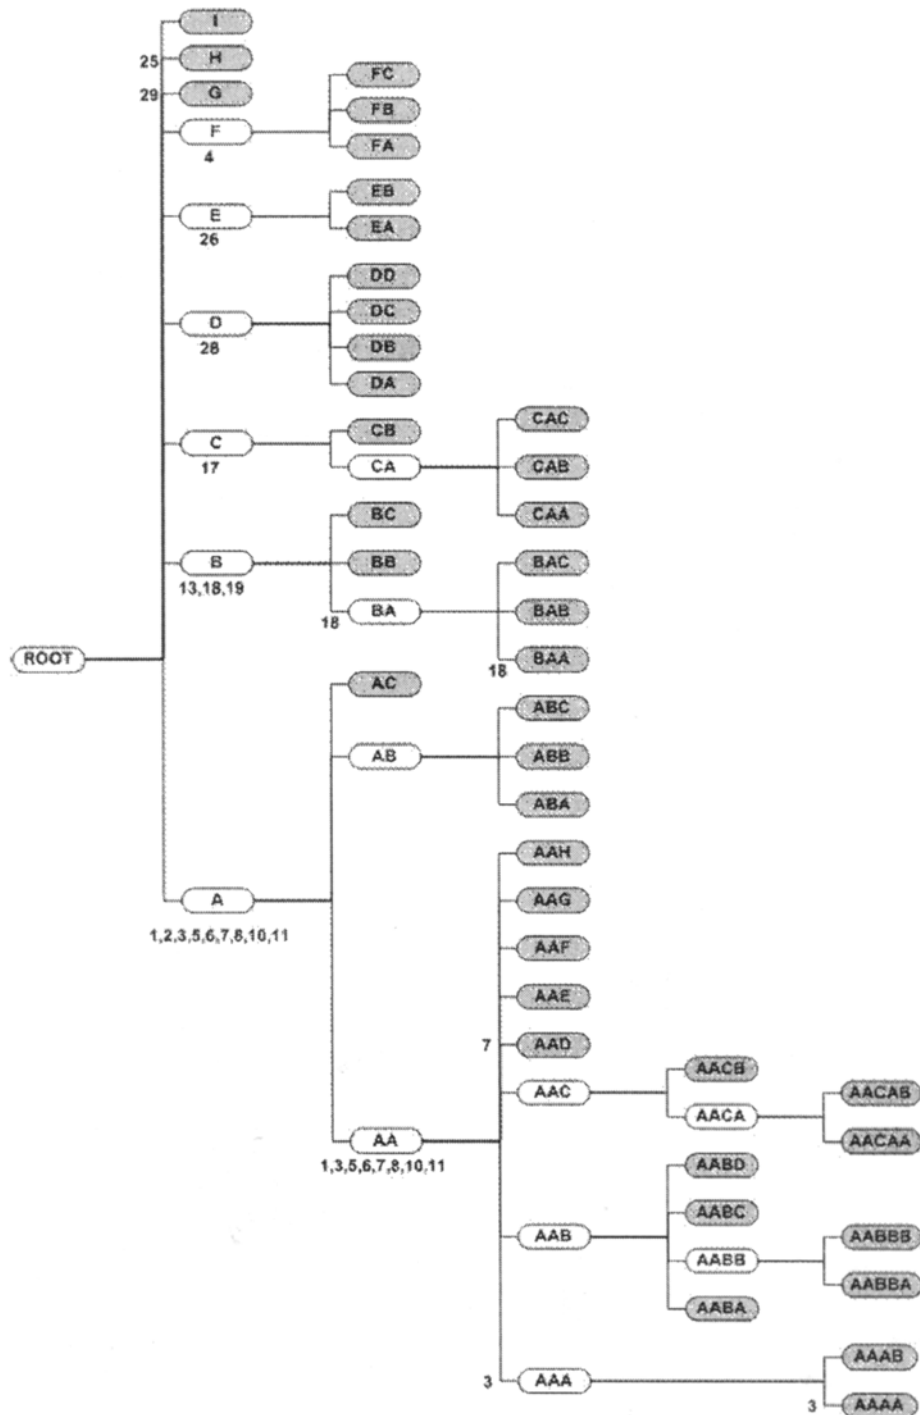 I
25 H
29 G
F
4
FC
FB
FA
E
26
EB
EA
D
28
DD
DC
DB
DA
C
17
CB
CA
CAC
CAB
CAA
B
13,18,19
BC
BB
18 BA
BAC
BAB
18 BAA
ROOT
A
1,2,3,5,6,7,8,10,11
AC
AB
ABC
ABB
ABA
AA
1,3,5,6,7,8,10,11
AAH
AAG
AAF
AAE
7 AAD
AAC
AACB
AACA
AACAB
AACAA
AAB
AABD
AABC
AABB
AABA
AABBB
AABBA
3 AAA
AAAB
3 AAAA